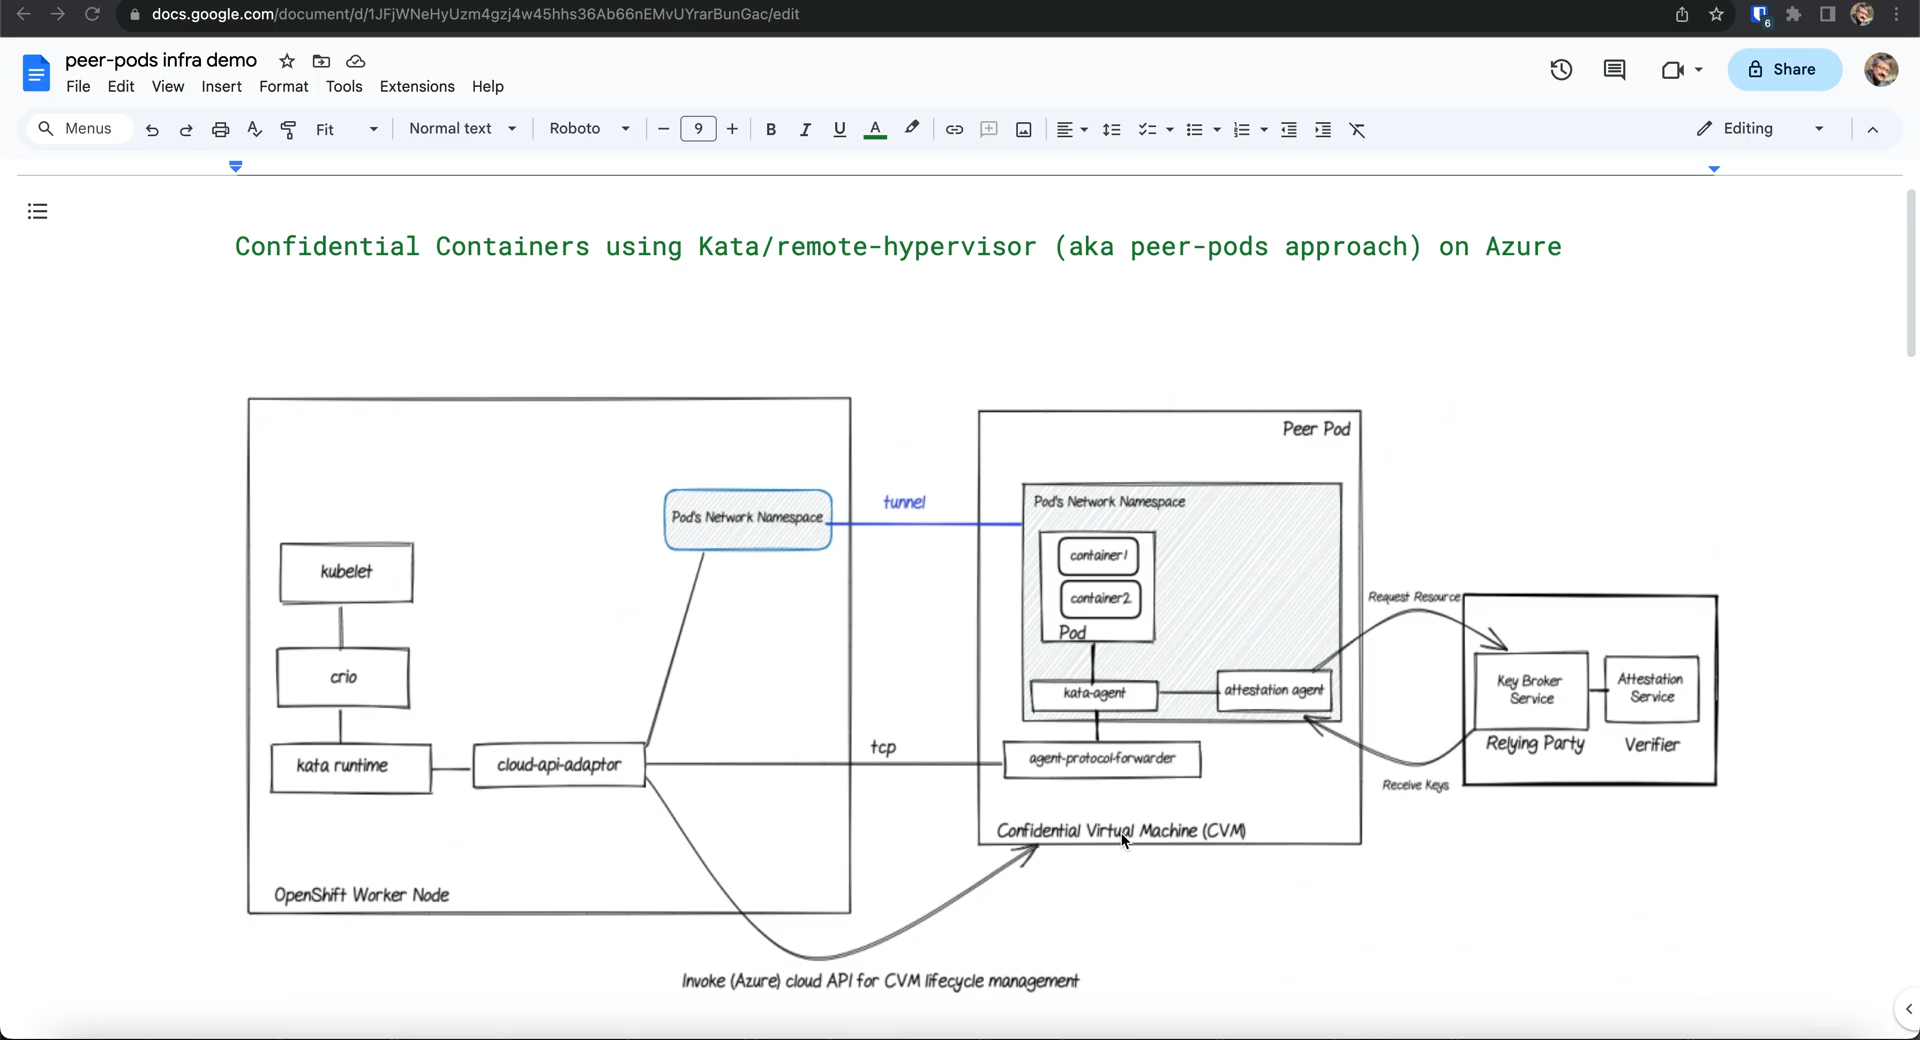 docs.google.com/document/d/1JFjWNeHyUzm4gzj4w45hhs36Ab66nEMvUYrarBunGac/edit
6
peer-pods infra demo
File Edit View Insert Format Tools Extensions Help
Share
Menus
Fit
Normal text
Roboto
9
B I U A
Editing
Confidential Containers using Kata/remote-hypervisor (aka peer-pods approach) on Azure
Peer Pod
Pod's Network Namespace
tunnel
Pod's Network Namespace
container1
container2
Pod
kubelet
crio
kata runtime
cloud-api-adaptor
tcp
kata-agent
attestation agent
agent-protocol-forwarder
Request Resource
Key Broker
Service
Attestation
Service
Relying Party
Verifier
Receive Keys
Confidential Virtual Machine (CVM)
OpenShift Worker Node
Invoke (Azure) cloud API for CVM lifecycle management